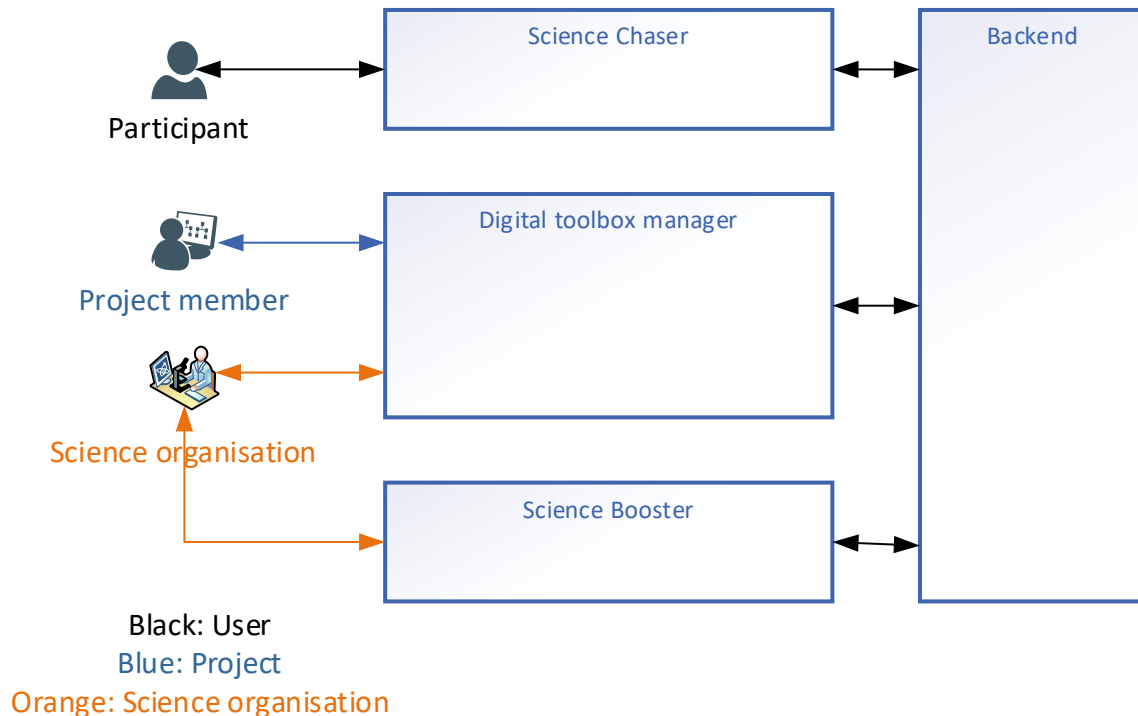 Science Chaser
Backend
Participant
Digital toolbox manager
Project member
Science organisation
Science Booster
Black: User
Blue: Project
Orange: Science organisation